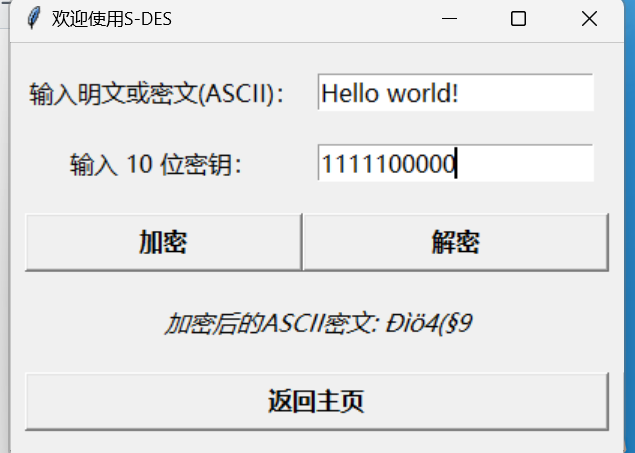 欢迎使用S-DES
输入明文或密文(ASCII)： Hello world!
输入 10 位密钥： 1111100000
加密 解密
加密后的ASCII密文: Ðìö4(§9
返回主页